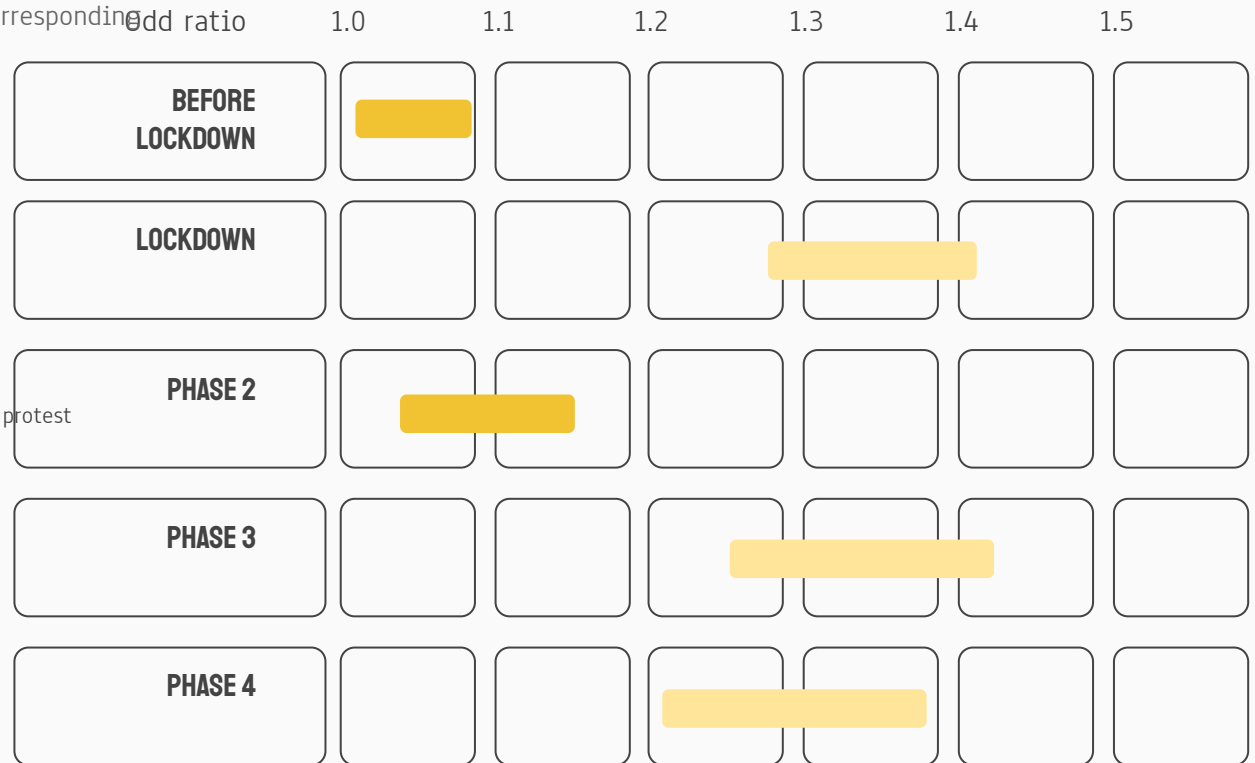 rresponding
Odd ratio 1.0 1.1 1.2 1.3 1.4 1.5
BEFORE
LOCKDOWN
LOCKDOWN
PHASE 2
protest
PHASE 3
PHASE 4